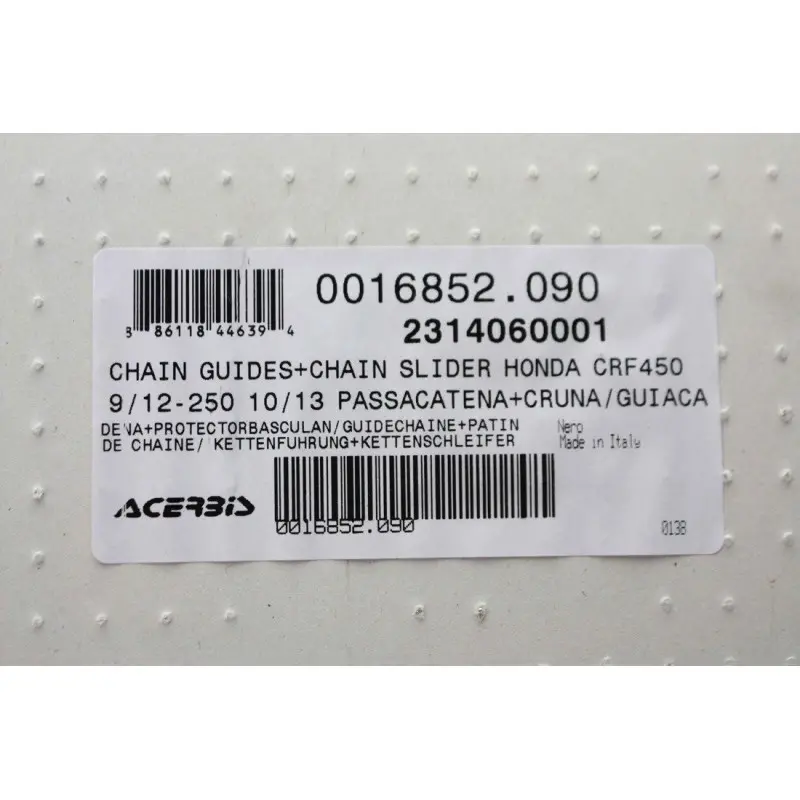 0016852.090
8 86118 44639 4
2314060001
CHAIN GUIDES+CHAIN SLIDER HONDA CRF450
9/12-250 10/13 PASSACATENA+CRUNA/GUIACA
DENA+PROTECTORBASCULAN/GUIDECHAINE+PATIN
DE CHAINE/ KETTENFUHRUNG+KETTENSCHLEIFER
Nero
Made in Italy
ACERBIS
0016852.090
0138